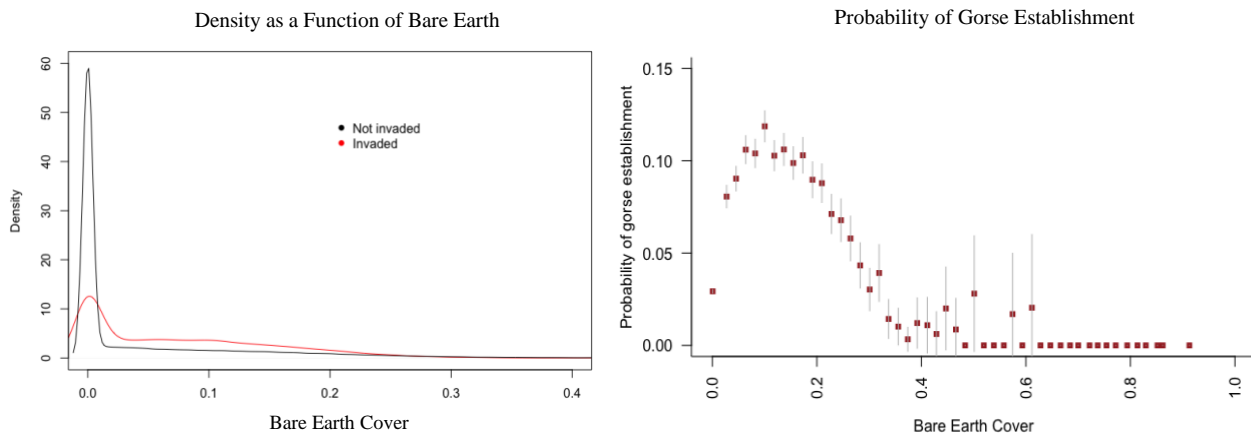 Density as a Function of Bare Earth
Density
60
50
40
30
20
10
0
Not invaded
Invaded
0.0 0.1 0.2 0.3 0.4
Bare Earth Cover
Probability of Gorse Establishment
Probability of gorse establishment
0.15
0.10
0.05
0.00
0.0 0.2 0.4 0.6 0.8 1.0
Bare Earth Cover